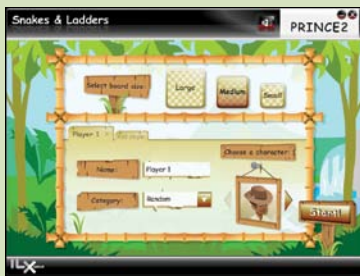 Snakes & Ladders
PRINCE2
Select board size:
Large
Medium
Small
Player 1
Choose a character:
Name:
Player 1
Category:
Random
Start!
ILX